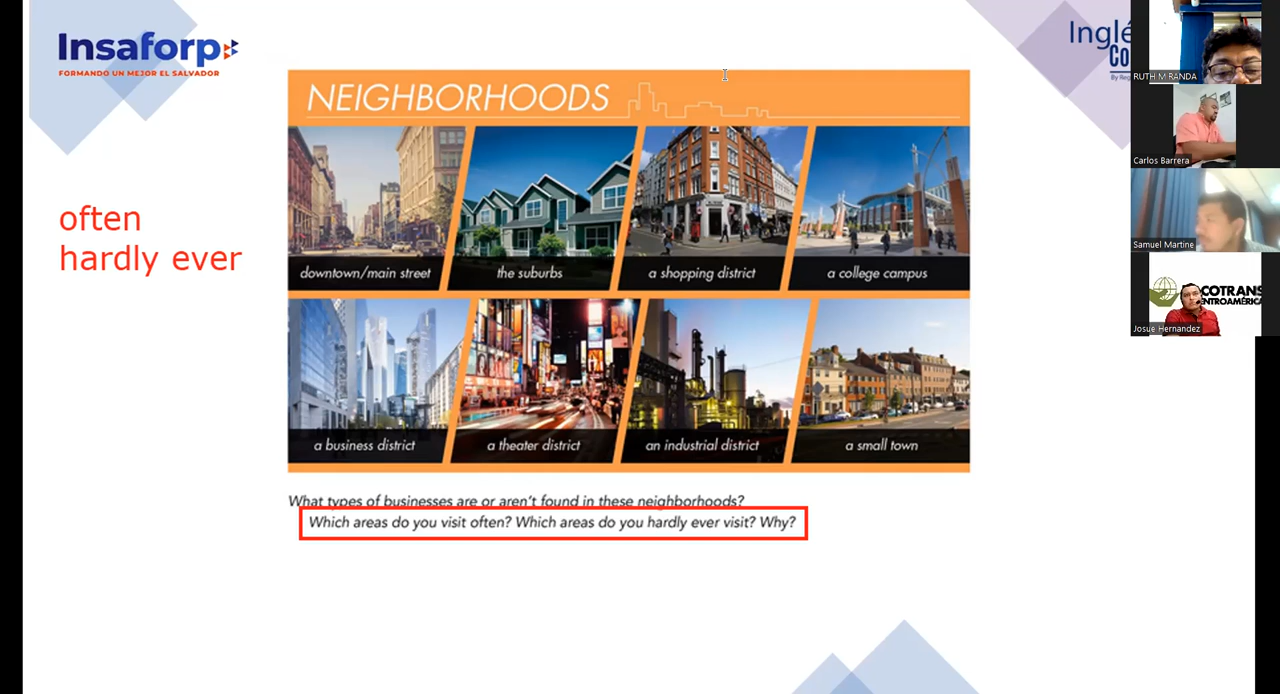 Insaforp
FORMANDO UN MEJOR EL SALVADOR
NEIGHBORHOODS
often
hardly ever
downtown/main street
the suburbs
a shopping district
a college campus
a business district
a theater district
an industrial district
a small town
What types of businesses are or aren't found in these neighborhoods?
Which areas do you visit often? Which areas do you hardly ever visit? Why?
Inglé
CO
By Reg
RUTH M RANDA
Carlos Barrera
Samuel Martine
COTRANS
ENTROAMÉRICA
Josue Hernandez